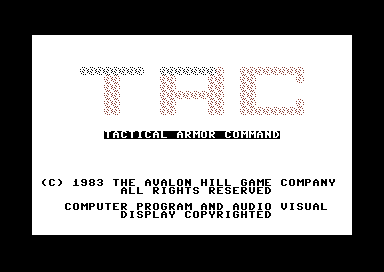 TAC
TACTICAL ARMOR COMMAND
(C) 1983 THE AVALON HILL GAME COMPANY
ALL RIGHTS RESERVED
COMPUTER PROGRAM AND AUDIO VISUAL
DISPLAY COPYRIGHTED